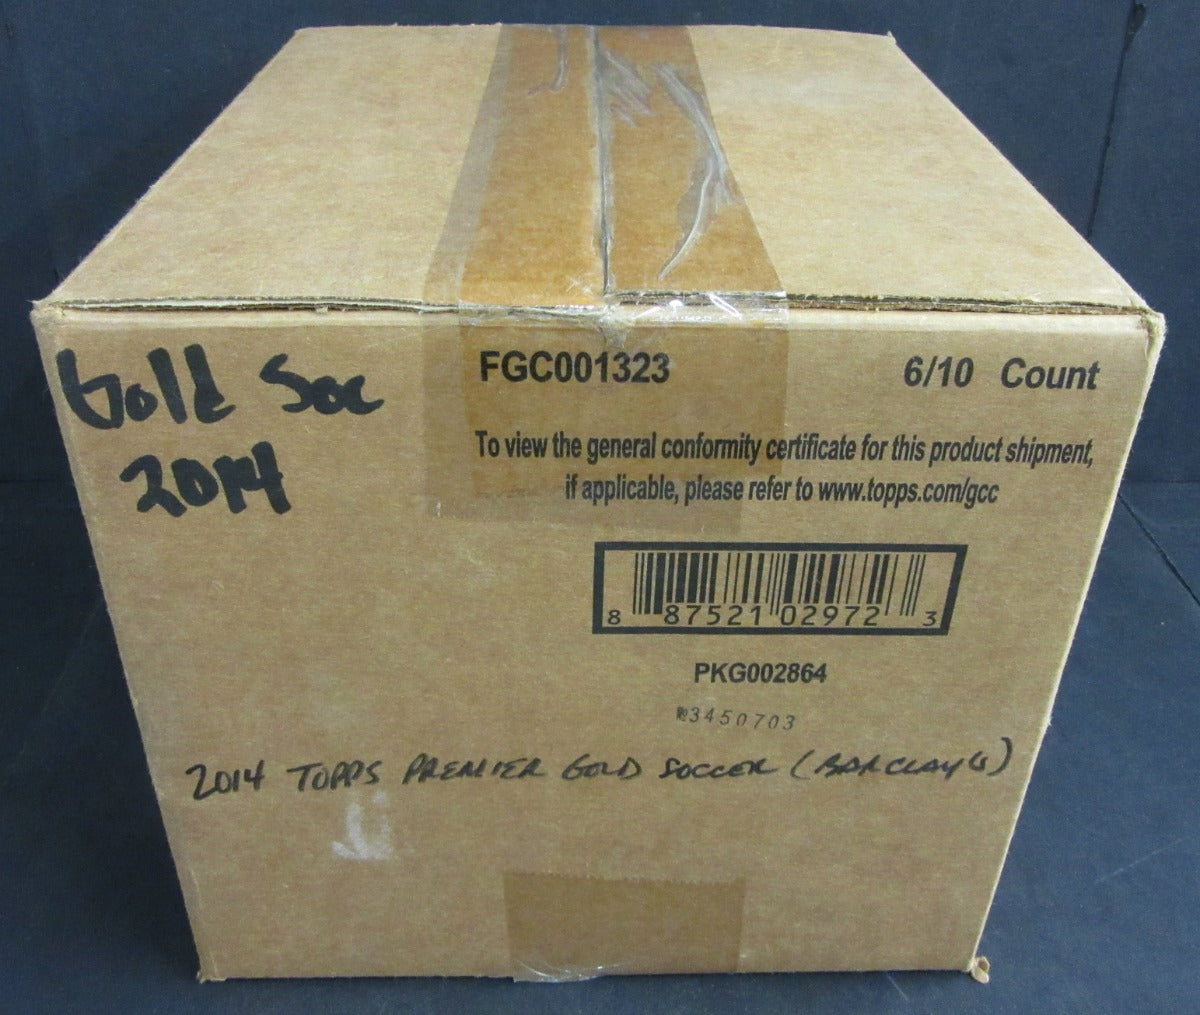 Gold Soc
2014
FGC001323
6/10 Count
To view the general conformity certificate for this product shipment,
if applicable, please refer to www.topps.com/gcc
8 87521 02972 3
PKG002864
3450703
2014 TOPPS PREMIER GOLD SOCCER (BARCLAYS)